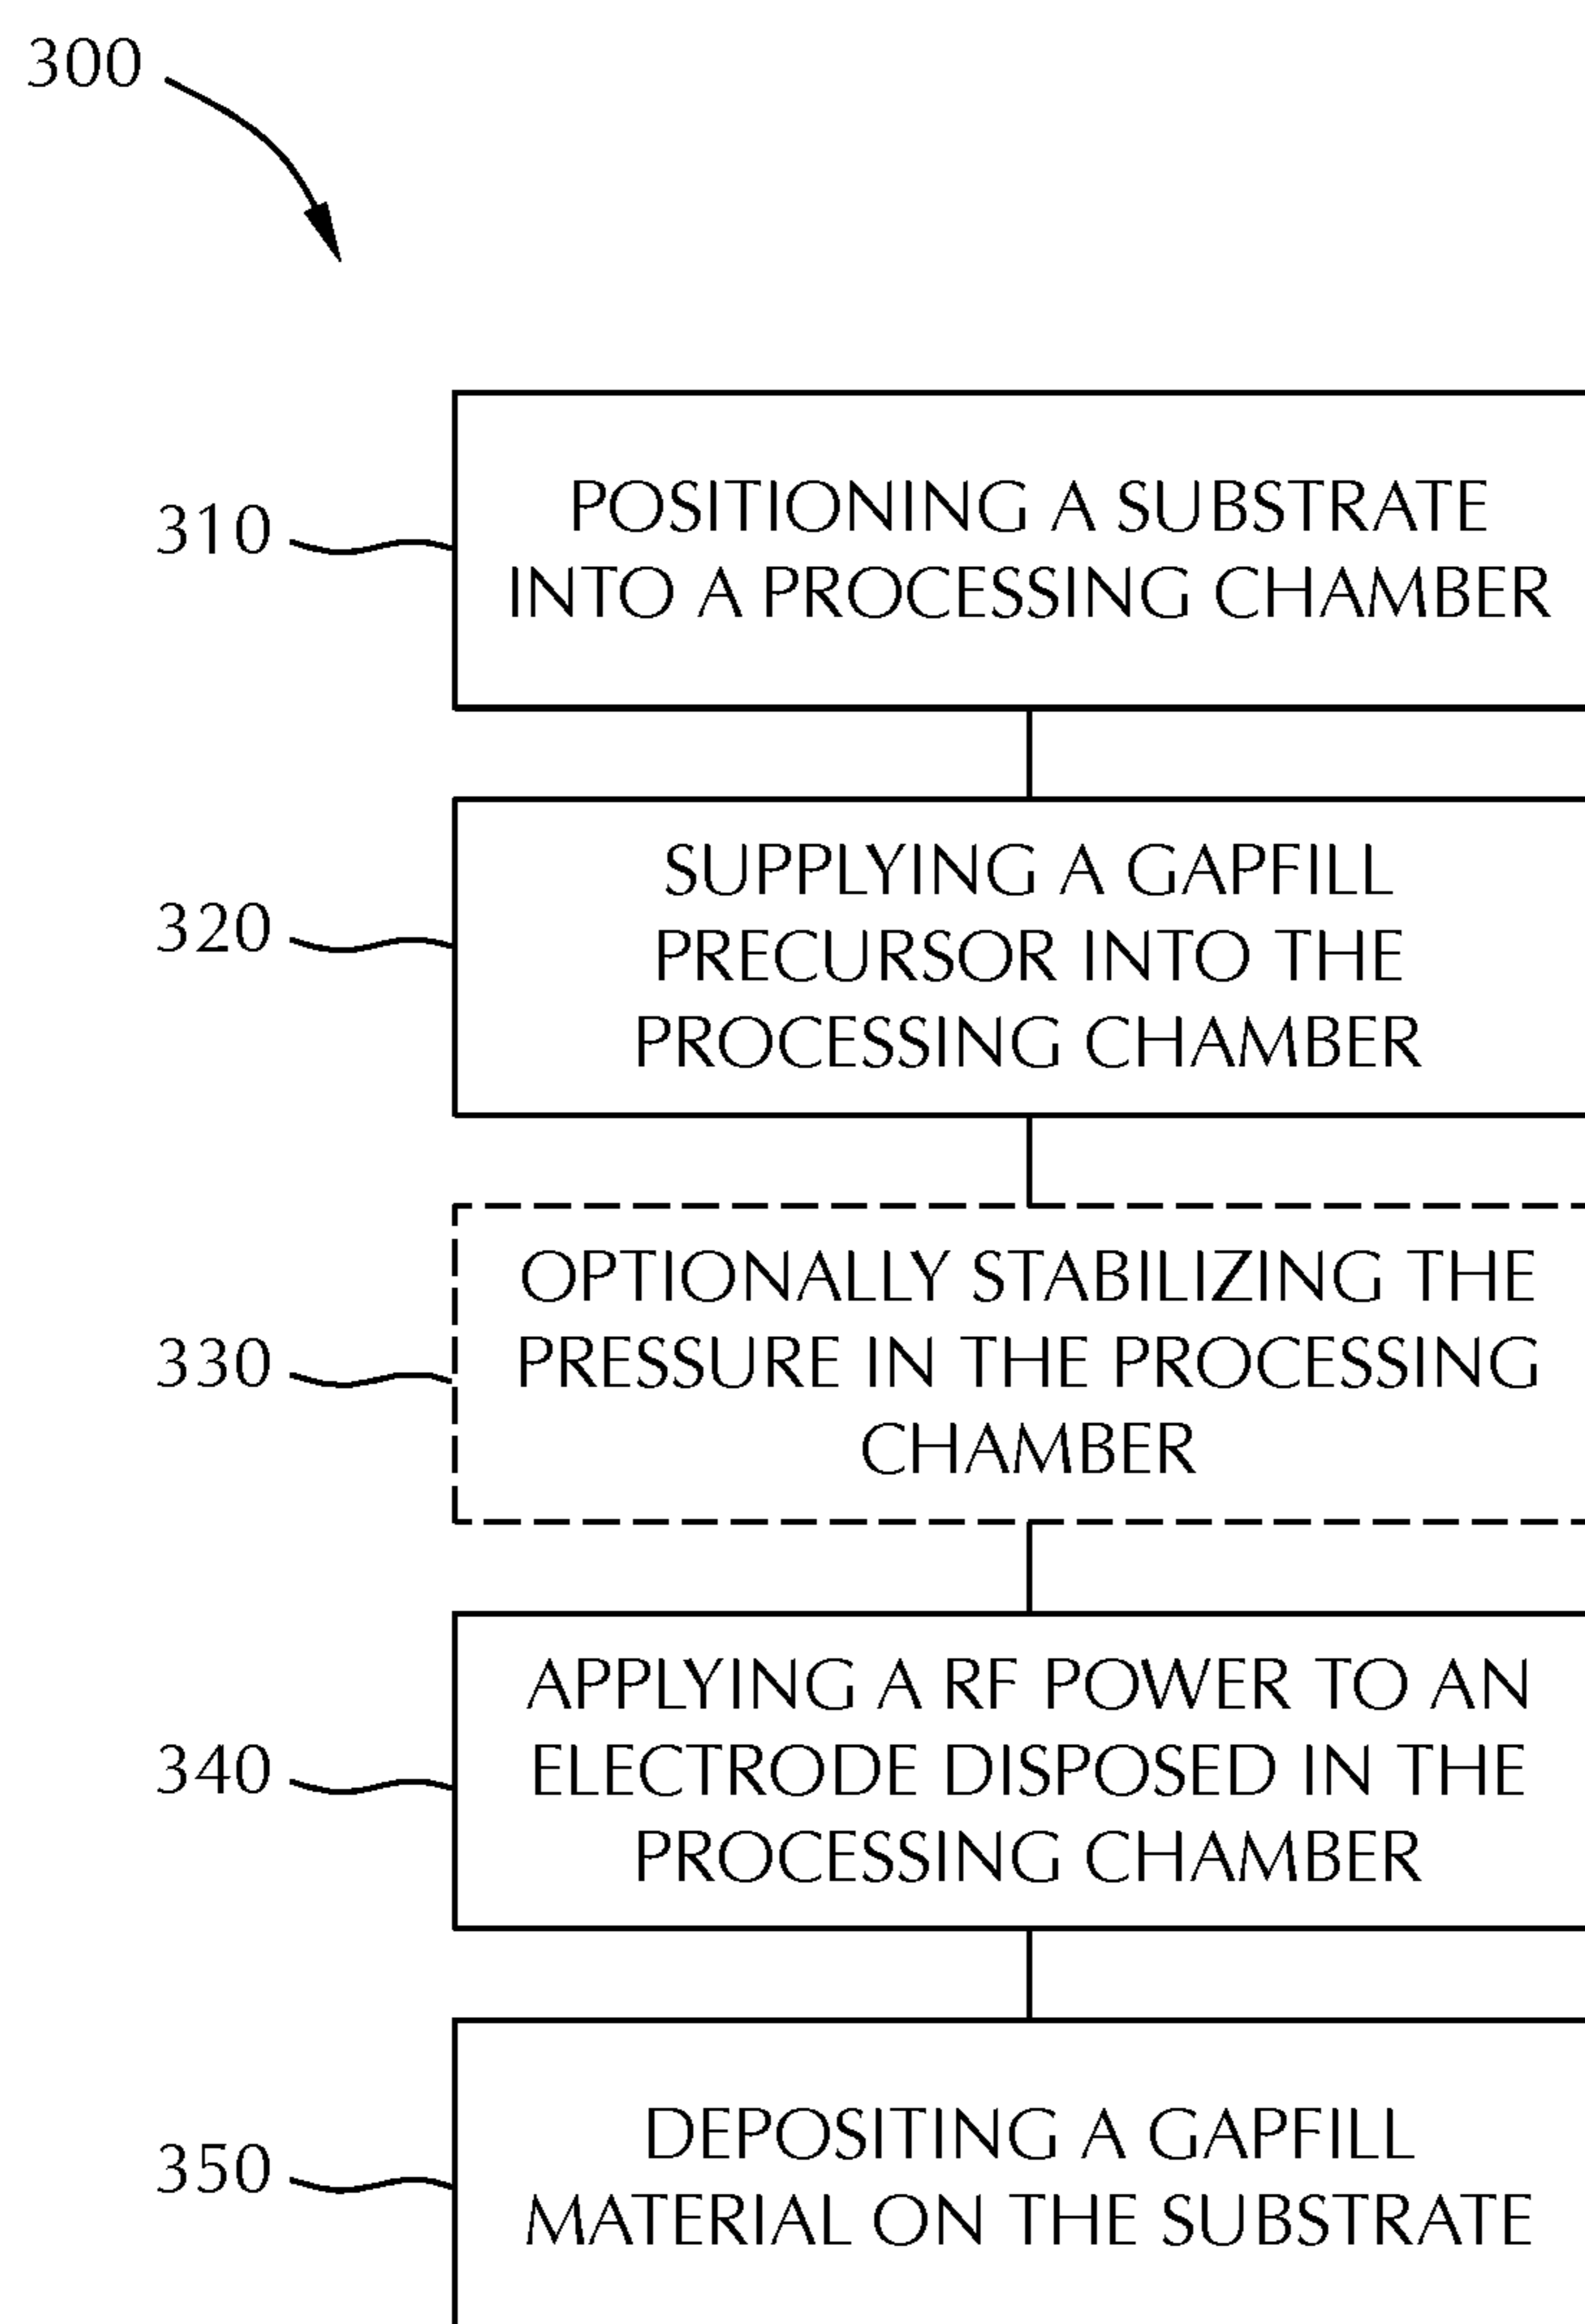 300
310
POSITIONING A SUBSTRATE
INTO A PROCESSING CHAMBER
320
SUPPLYING A GAPFILL
PRECURSOR INTO THE
PROCESSING CHAMBER
330
OPTIONALLY STABILIZING THE
PRESSURE IN THE PROCESSING
CHAMBER
340
APPLYING A RF POWER TO AN
ELECTRODE DISPOSED IN THE
PROCESSING CHAMBER
350
DEPOSITING A GAPFILL
MATERIAL ON THE SUBSTRATE